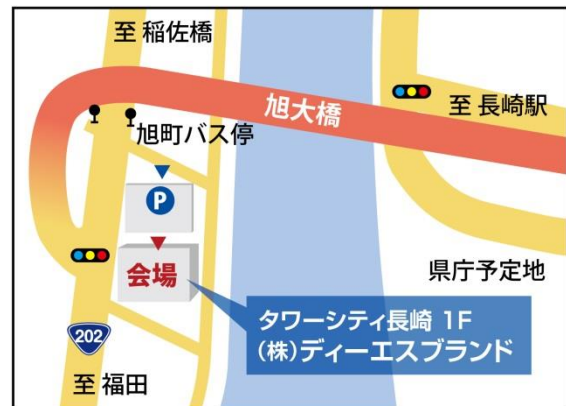 至 稲佐橋
旭大橋
至 長崎駅
旭町バス停
P
会場
県庁予定地
タワーシティ長崎 1F
(株)ディーエスブランド
202
至 福田